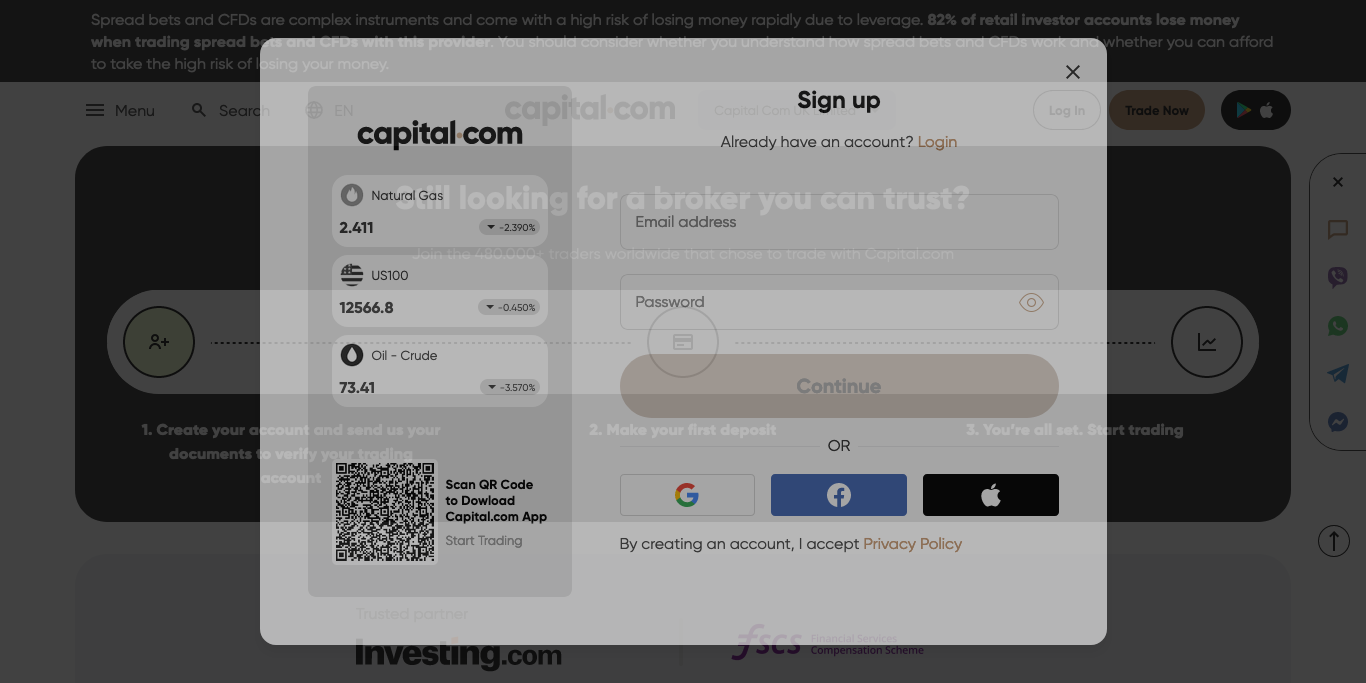 Spread bets and CFDs are complex instruments and come with a high risk of losing money rapidly due to leverage. 82% of retail investor accounts lose money
when trading spread bets and CFDs with this provider. You should consider whether you understand how spread bets and CFDs work and whether you can afford
to take the high risk of losing your money.
Menu
Search
EN
capital.com
Capital Com UK Limited
Log In
Trade Now
Still looking for a broker you can trust?
Join the 480.000+ traders worldwide that chose to trade with Capital.com
1. Create your account and send us your
documents to verify your trading
account
2. Make your first deposit
3. You're all set. Start trading
Trusted partner
Investing.com
fscs
Financial Services
Compensation Scheme
capital.com
Natural Gas
2.411
-2.390%
US100
12566.8
-0.450%
Oil - Crude
73.41
-3.570%
Scan QR Code
to Dowload
Capital.com App
Start Trading
Sign up
Already have an account? Login
Email address
Password
Continue
OR
By creating an account, I accept Privacy Policy